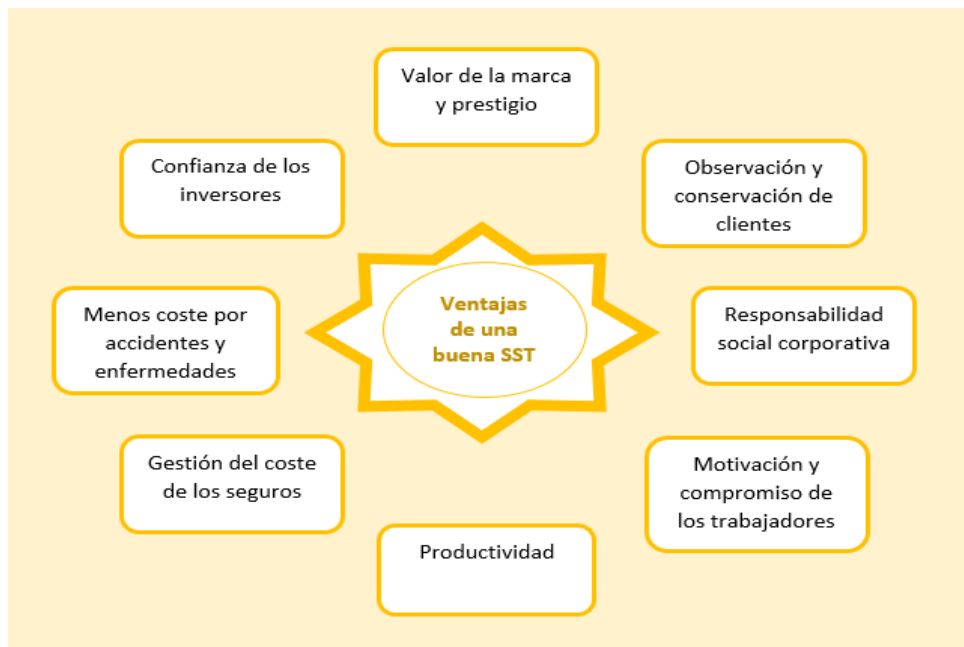 Valor de la marca
y prestigio
Confianza de los
inversores
Observación y
conservación de
clientes
Ventajas
de una
buena SST
Menos coste por
accidentes y
enfermedades
Responsabilidad
social corporativa
Gestión del coste
de los seguros
Motivación y
compromiso de
los trabajadores
Productividad